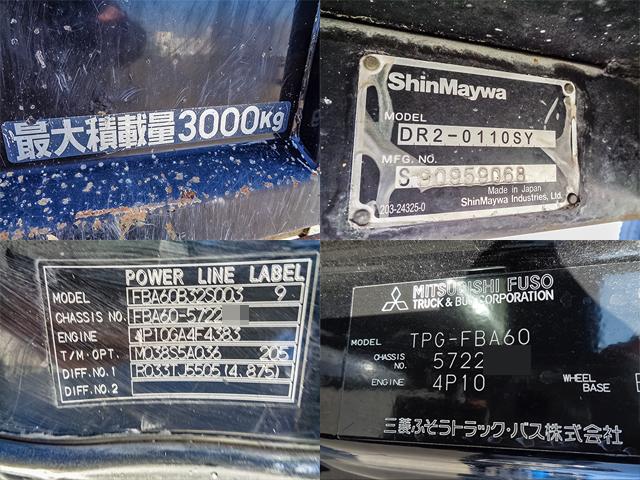 最大積載量3000Kg
ShinMaywa
MODEL
DR2-0110SY
MFG. NO.
S 90959068
Made in Japan
203-24325-0 ShinMaywa Industries, Ltd.
POWER LINE LABEL
MODEL FBA60B32S003 9
CHASSIS NO. FBA60-5722
ENGINE 4P10GA4F4383
T/M.OPT. M038S5A036 205
DIFF. NO.1 R033TJ5505(4.875)
DIFF. NO.2
MITSUBISHI FUSO
TRUCK & BUS CORPORATION
MODEL TPG-FBA60
CHASSIS NO. 5722
ENGINE 4P10 WHEEL BASE
三菱ふそうトラック・バス株式会社